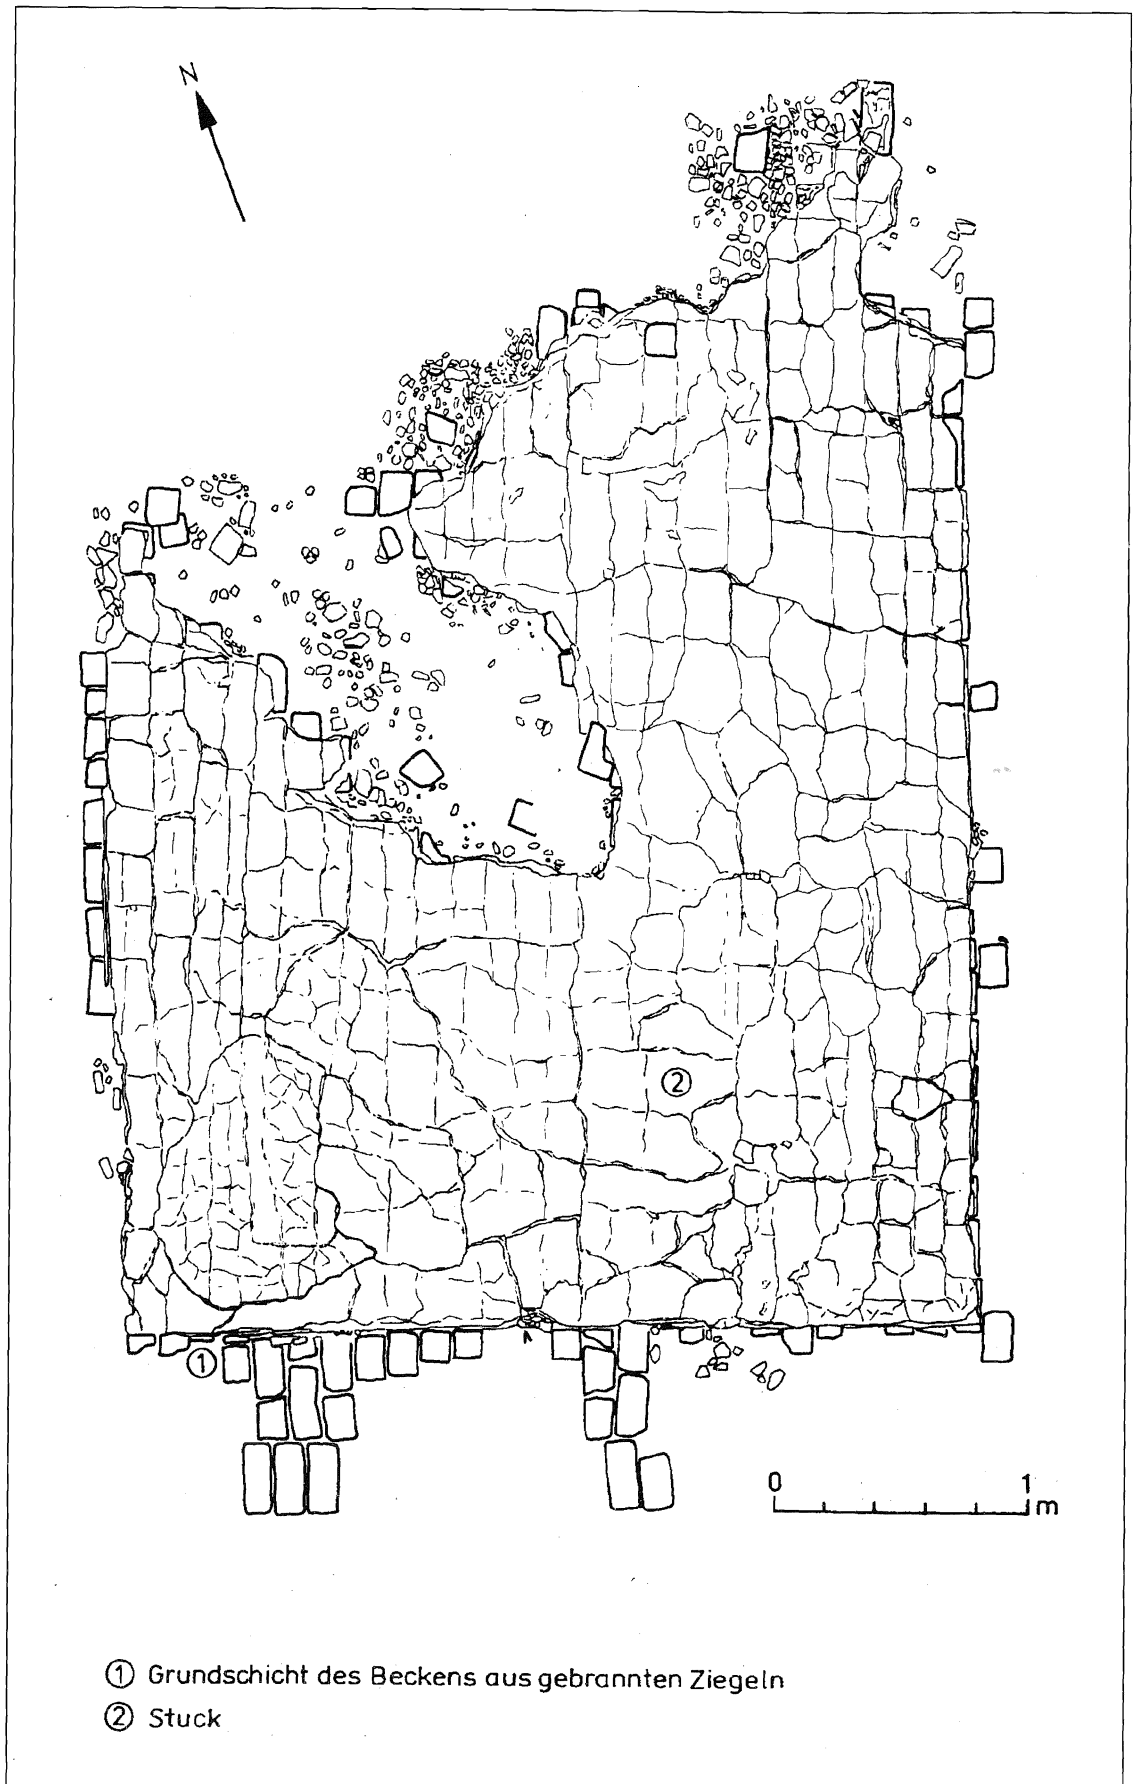 N
②
①
0 1
m
① Grundschicht des Beckens aus gebrannten Ziegeln
② Stuck